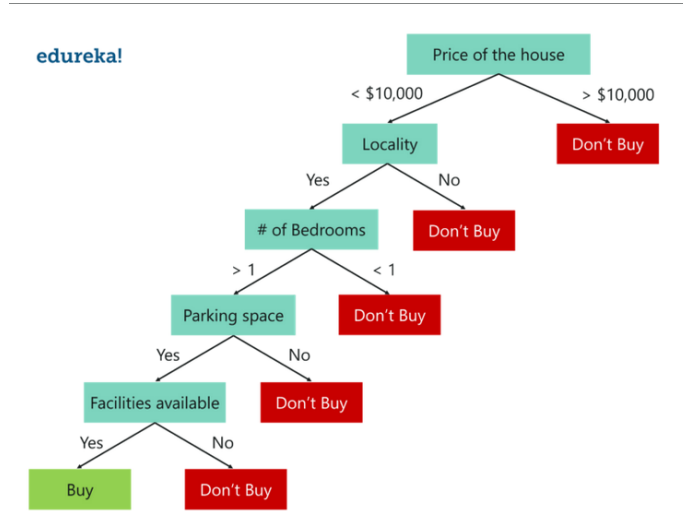 edureka!
Price of the house
< $10,000
> $10,000
Locality
Don't Buy
Yes
No
# of Bedrooms
Don't Buy
> 1
< 1
Parking space
Don't Buy
Yes
No
Facilities available
Don't Buy
Yes
No
Buy
Don't Buy